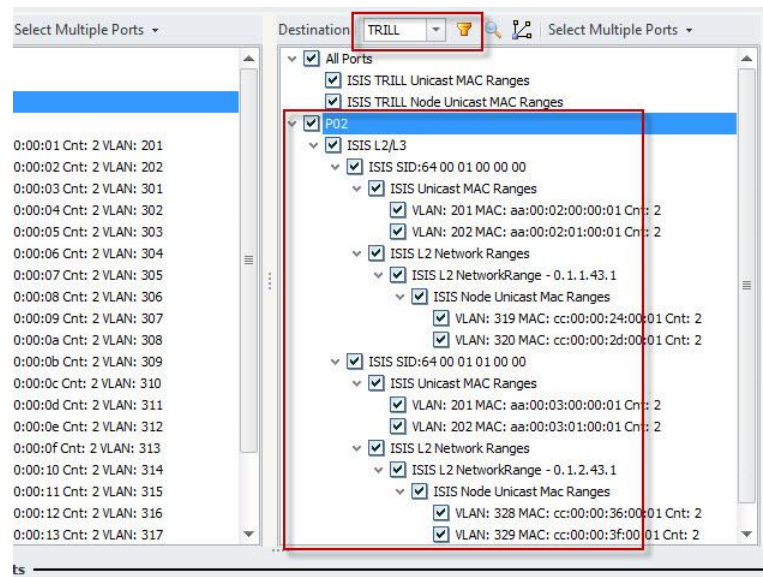 Select Multiple Ports
Destination TRILL Select Multiple Ports
0:00:01 Cnt: 2 VLAN: 201
0:00:02 Cnt: 2 VLAN: 202
0:00:03 Cnt: 2 VLAN: 301
0:00:04 Cnt: 2 VLAN: 302
0:00:05 Cnt: 2 VLAN: 303
0:00:06 Cnt: 2 VLAN: 304
0:00:07 Cnt: 2 VLAN: 305
0:00:08 Cnt: 2 VLAN: 306
0:00:09 Cnt: 2 VLAN: 307
0:00:0a Cnt: 2 VLAN: 308
0:00:0b Cnt: 2 VLAN: 309
0:00:0c Cnt: 2 VLAN: 310
0:00:0d Cnt: 2 VLAN: 311
0:00:0e Cnt: 2 VLAN: 312
0:00:0f Cnt: 2 VLAN: 313
0:00:10 Cnt: 2 VLAN: 314
0:00:11 Cnt: 2 VLAN: 315
0:00:12 Cnt: 2 VLAN: 316
0:00:13 Cnt: 2 VLAN: 317
All Ports
ISIS TRILL Unicast MAC Ranges
ISIS TRILL Node Unicast MAC Ranges
P02
ISIS L2/L3
ISIS SID:64 00 01 00 00 00
ISIS Unicast MAC Ranges
VLAN: 201 MAC: aa:00:02:00:00:01 Cnt: 2
VLAN: 202 MAC: aa:00:02:01:00:01 Cnt: 2
ISIS L2 Network Ranges
ISIS L2 NetworkRange - 0.1.1.43.1
ISIS Node Unicast Mac Ranges
VLAN: 319 MAC: cc:00:00:24:00:01 Cnt: 2
VLAN: 320 MAC: cc:00:00:2d:00:01 Cnt: 2
ISIS SID:64 00 01 01 00 00
ISIS Unicast MAC Ranges
VLAN: 201 MAC: aa:00:03:00:00:01 Cnt: 2
VLAN: 202 MAC: aa:00:03:01:00:01 Cnt: 2
ISIS L2 Network Ranges
ISIS L2 NetworkRange - 0.1.2.43.1
ISIS Node Unicast Mac Ranges
VLAN: 328 MAC: cc:00:00:36:00:01 Cnt: 2
VLAN: 329 MAC: cc:00:00:3f:00:01 Cnt: 2
ts